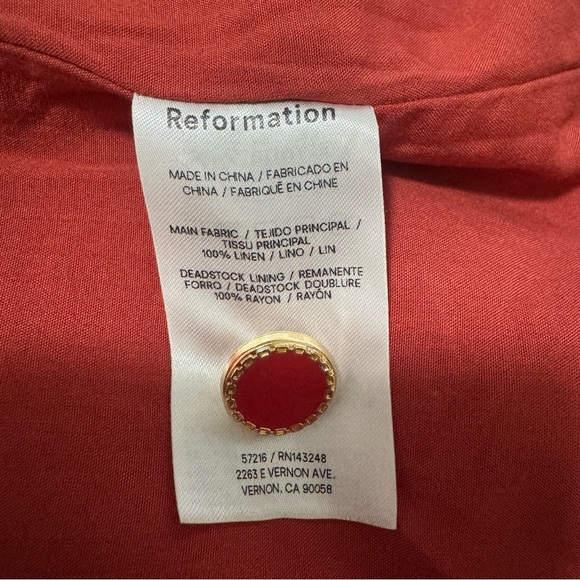 Reformation
MADE IN CHINA / FABRICADO EN
CHINA / FABRIQUÉ EN CHINE
MAIN FABRIC / TEJIDO PRINCIPAL /
TISSU PRINCIPAL
100% LINEN / LINO / LIN
DEADSTOCK LINING / REMANENTE
FORRO / DEADSTOCK DOUBLURE
100% RAYON / RAYÓN
57216 / RN143248
2263 E VERNON AVE.
VERNON, CA 90058